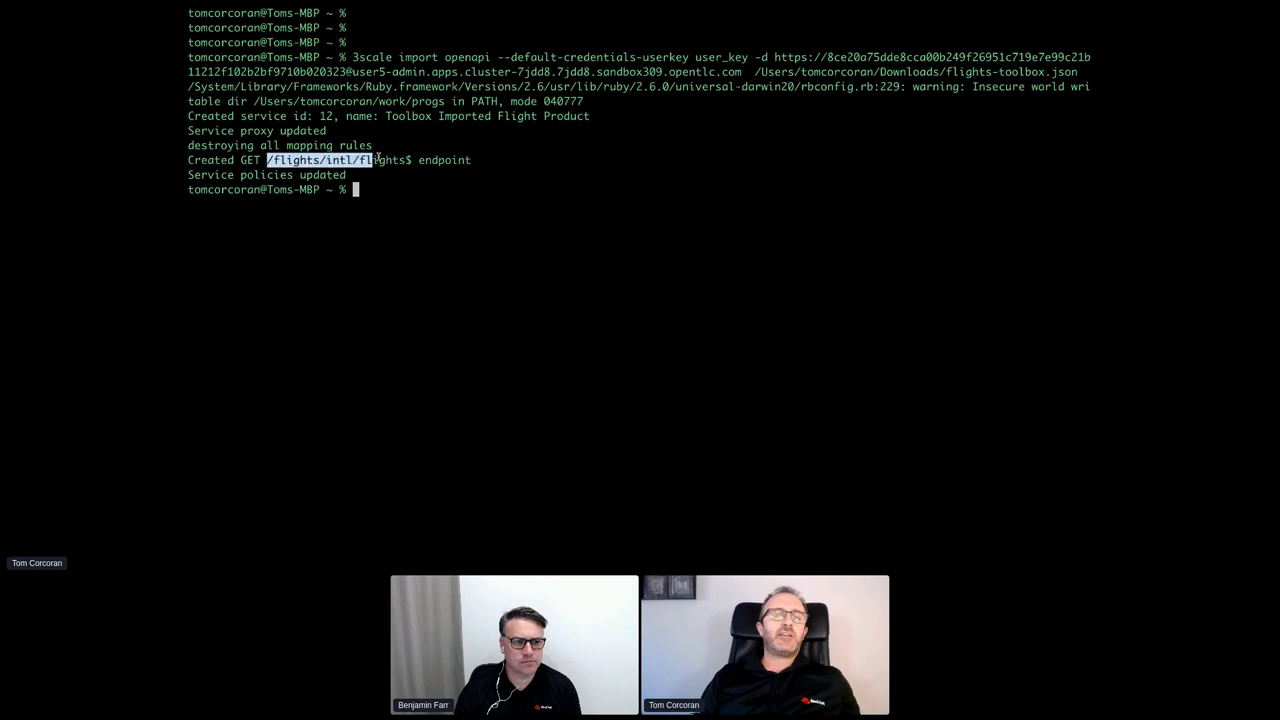 tomcorcoran@Toms-MBP ~ %
tomcorcoran@Toms-MBP ~ %
tomcorcoran@Toms-MBP ~ %
tomcorcoran@Toms-MBP ~ % 3scale import openapi --default-credentials-userkey user_key -d https://8ce20a75dde8cca00b249f26951c719e7e99c21b
11212f102b2bf9710b020323@user5-admin.apps.cluster-7jdd8.7jdd8.sandbox309.opentlc.com /Users/tomcorcoran/Downloads/flights-toolbox.json
/System/Library/Frameworks/Ruby.framework/Versions/2.6/usr/lib/ruby/2.6.0/universal-darwin20/rbconfig.rb:229: warning: Insecure world wri
table dir /Users/tomcorcoran/work/progs in PATH, mode 040777
Created service id: 12, name: Toolbox Imported Flight Product
Service proxy updated
destroying all mapping rules
Created GET /flights/intl/flights$ endpoint
Service policies updated
tomcorcoran@Toms-MBP ~ %
Tom Corcoran
Benjamin Farr
Tom Corcoran